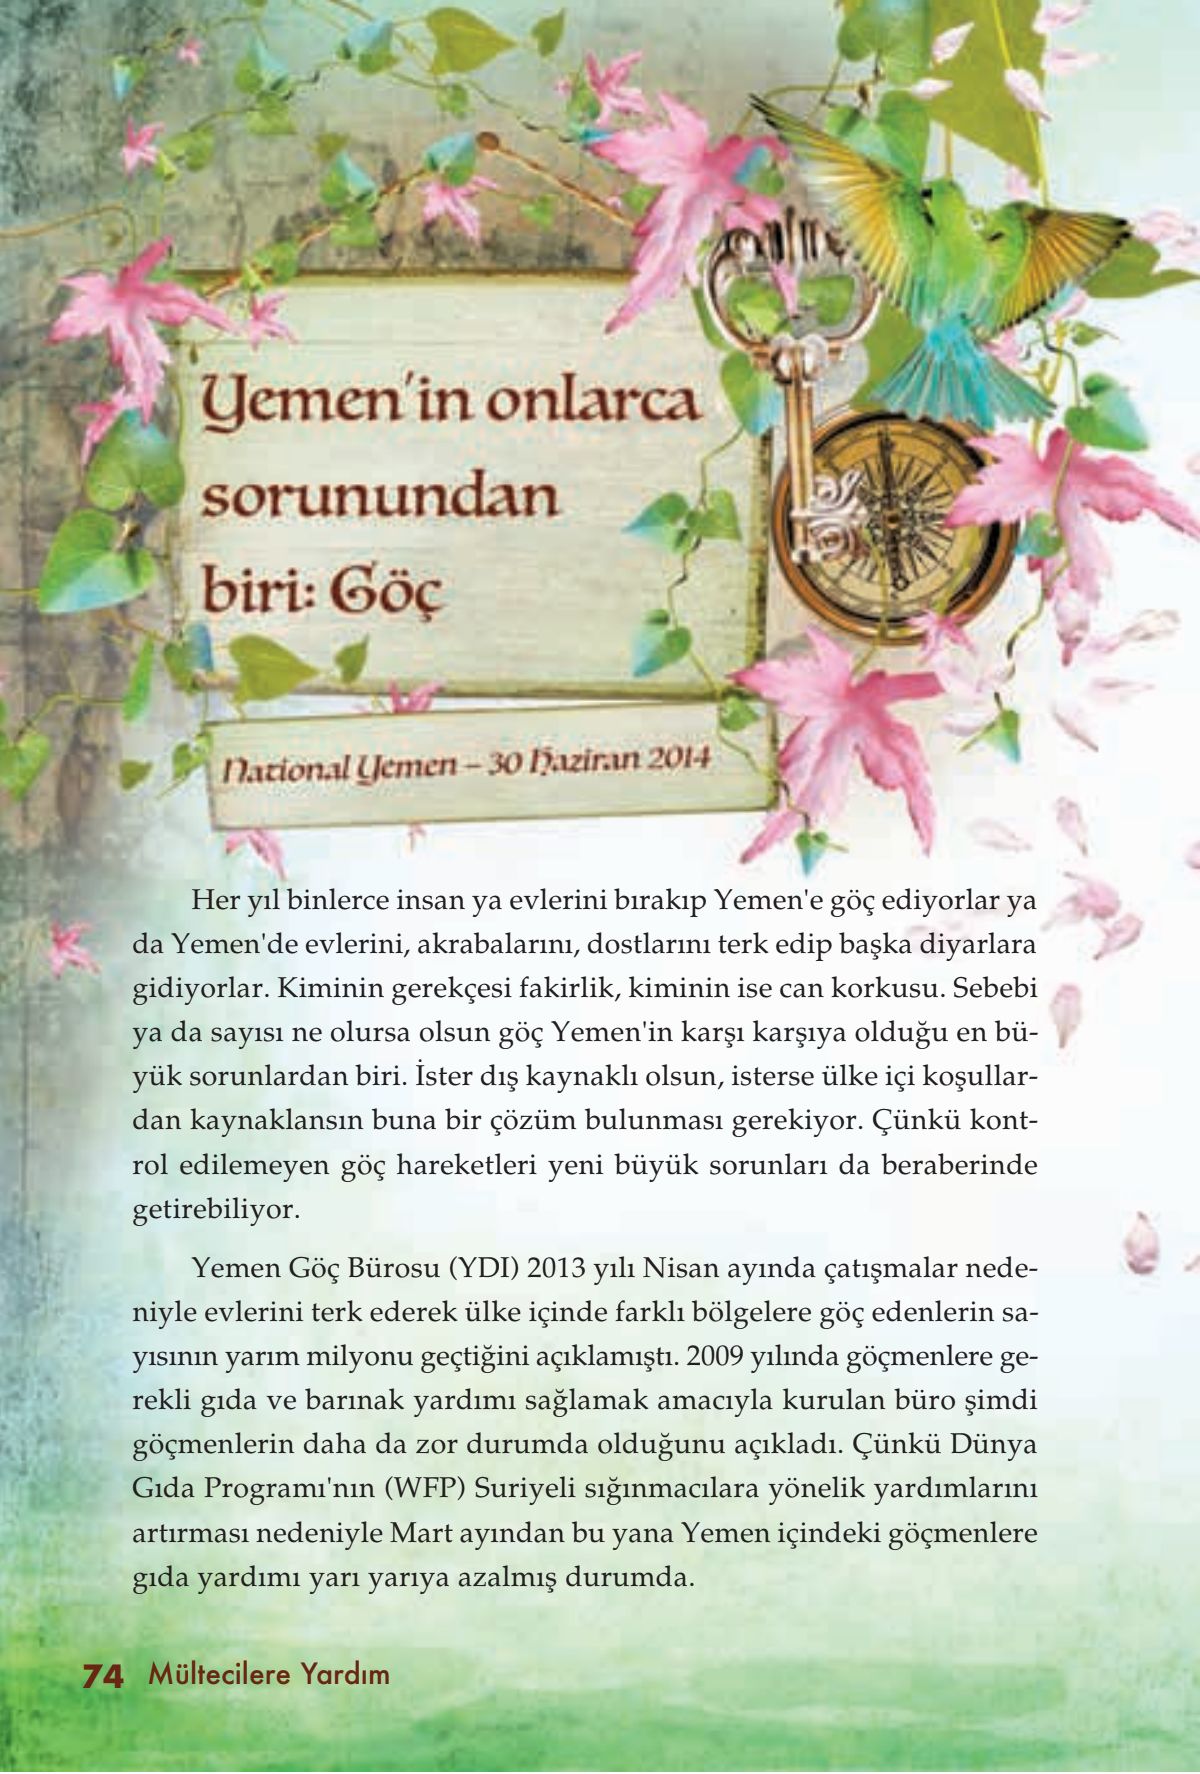 Yemen'in onlarca
sorunundan
biri: Göç
National Yemen – 30 Haziran 2014
Her yıl binlerce insan ya evlerini bırakıp Yemen'e göç ediyorlar ya
da Yemen'de evlerini, akrabalarını, dostlarını terk edip başka diyarlara
gidiyorlar. Kiminin gerekçesi fakirlik, kiminin ise can korkusu. Sebebi
ya da sayısı ne olursa olsun göç Yemen'in karşı karşıya olduğu en bü-
yük sorunlardan biri. İster dış kaynaklı olsun, isterse ülke içi koşullar-
dan kaynaklansın buna bir çözüm bulunması gerekiyor. Çünkü kont-
rol edilemeyen göç hareketleri yeni büyük sorunları da beraberinde
getirebiliyor.
Yemen Göç Bürosu (YDI) 2013 yılı Nisan ayında çatışmalar nede-
niyle evlerini terk ederek ülke içinde farklı bölgelere göç edenlerin sa-
yısının yarım milyonu geçtiğini açıklamıştı. 2009 yılında göçmenlere ge-
rekli gıda ve barınak yardımı sağlamak amacıyla kurulan büro şimdi
göçmenlerin daha da zor durumda olduğunu açıkladı. Çünkü Dünya
Gıda Programı'nın (WFP) Suriyeli sığınmacılara yönelik yardımlarını
artırması nedeniyle Mart ayından bu yana Yemen içindeki göçmenlere
gıda yardımı yarı yarıya azalmış durumda.
74 Mültecilere Yardım